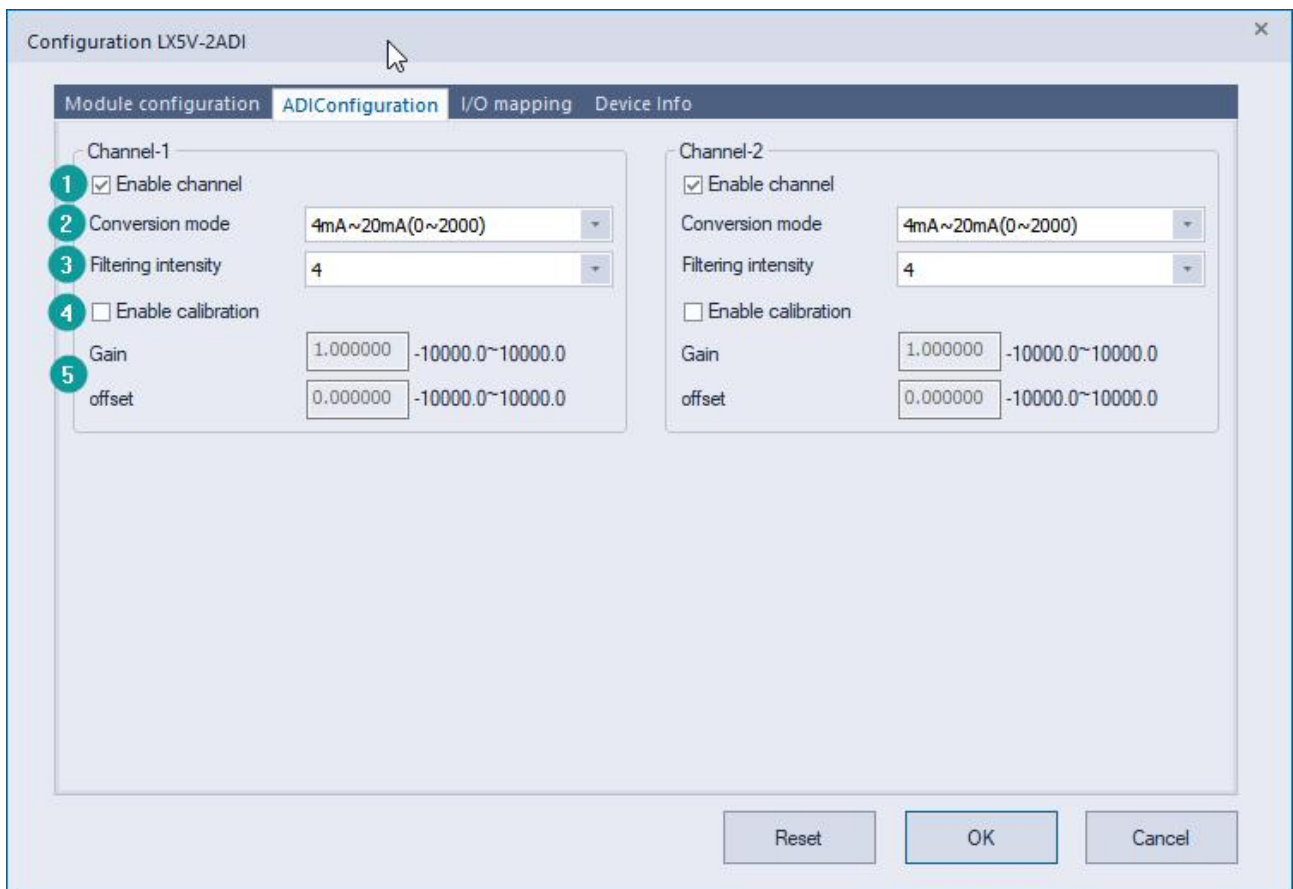 Configuration LX5V-2ADI
Module configuration ADIConfiguration I/O mapping Device Info
Channel-1
1 Enable channel
2 Conversion mode 4mA~20mA(0~2000)
3 Filtering intensity 4
4 Enable calibration
5
Gain 1.000000 -10000.0~10000.0
offset 0.000000 -10000.0~10000.0
Channel-2
Enable channel
Conversion mode 4mA~20mA(0~2000)
Filtering intensity 4
Enable calibration
Gain 1.000000 -10000.0~10000.0
offset 0.000000 -10000.0~10000.0
Reset OK Cancel